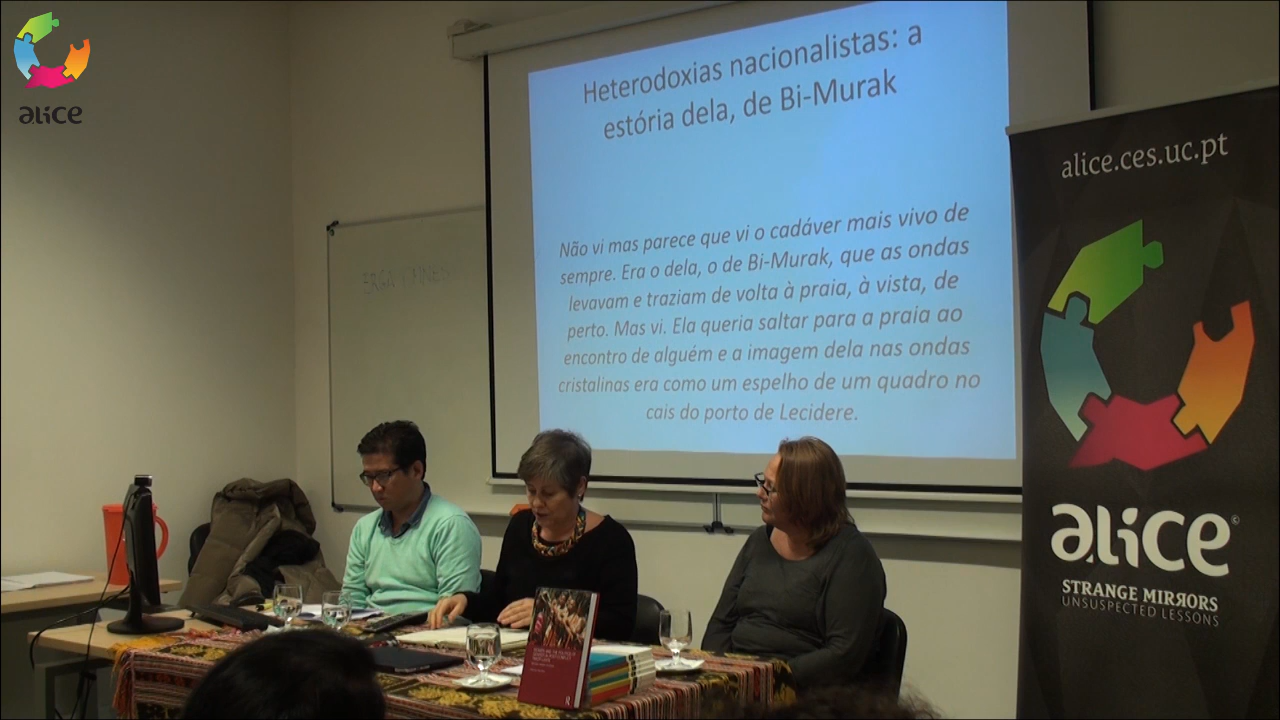 alice
Heterodoxias nacionalistas: a
estória dela, de Bi-Murak
Não vi mas parece que vi o cadáver mais vivo de
sempre. Era o dela, o de Bi-Murak, que as ondas
levavam e traziam de volta à praia, à vista, de
perto. Mas vi. Ela queria saltar para a praia ao
encontro de alguém e a imagem dela nas ondas
cristalinas era como um espelho de um quadro no
cais do porto de Lecidere.
alice.ces.uc.pt
alice©
STRANGE MIRRORS
UNSUSPECTED LESSONS